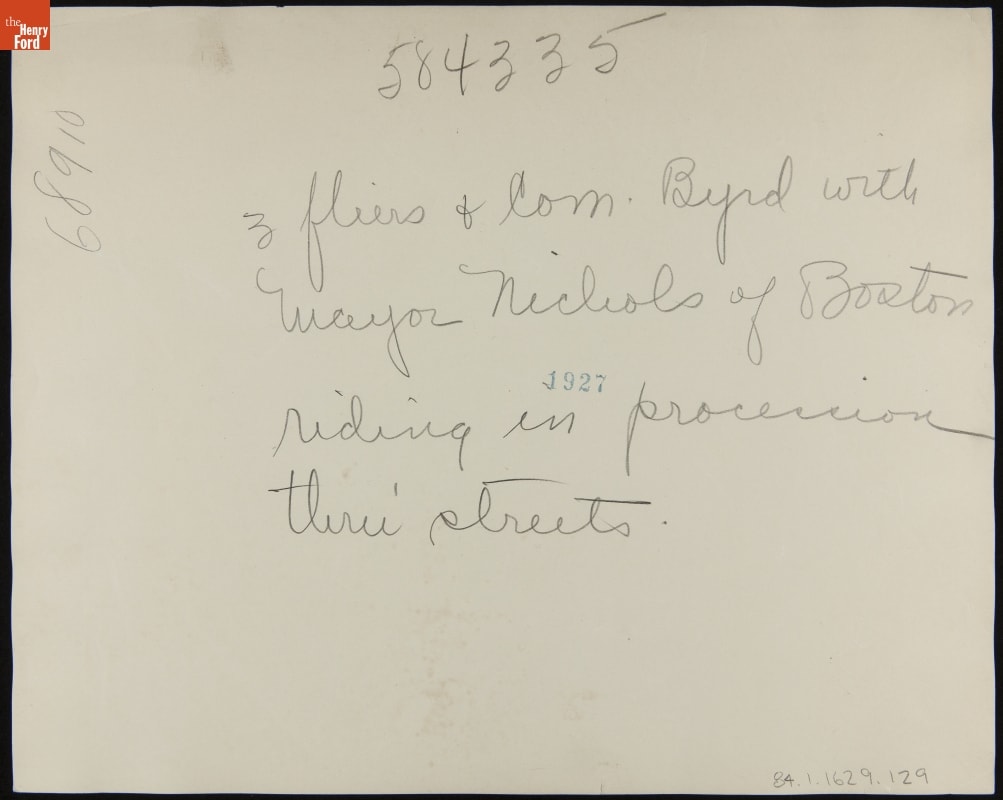 the
Henry
Ford
584335
68910
3 fliers & Com. Byrd with
Mayor Nichols of Boston
1927
riding in procession
thru' streets.
84.1.1629.129